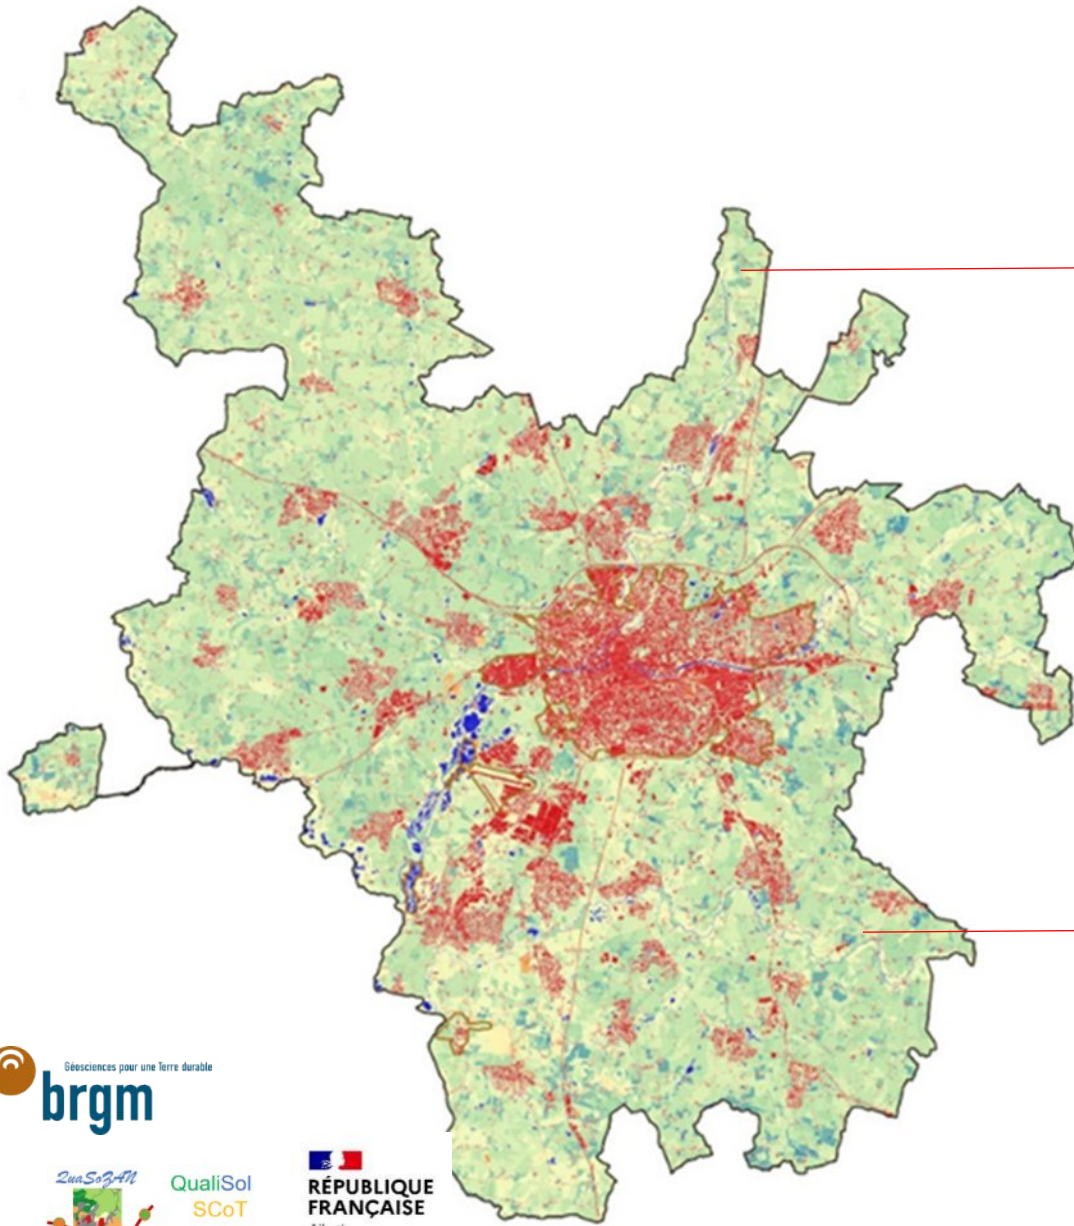 Géosciences pour une Terre durable
brgm
QuaSoZAN
QualiSol
SCoT
RÉPUBLIQUE
FRANÇAISE